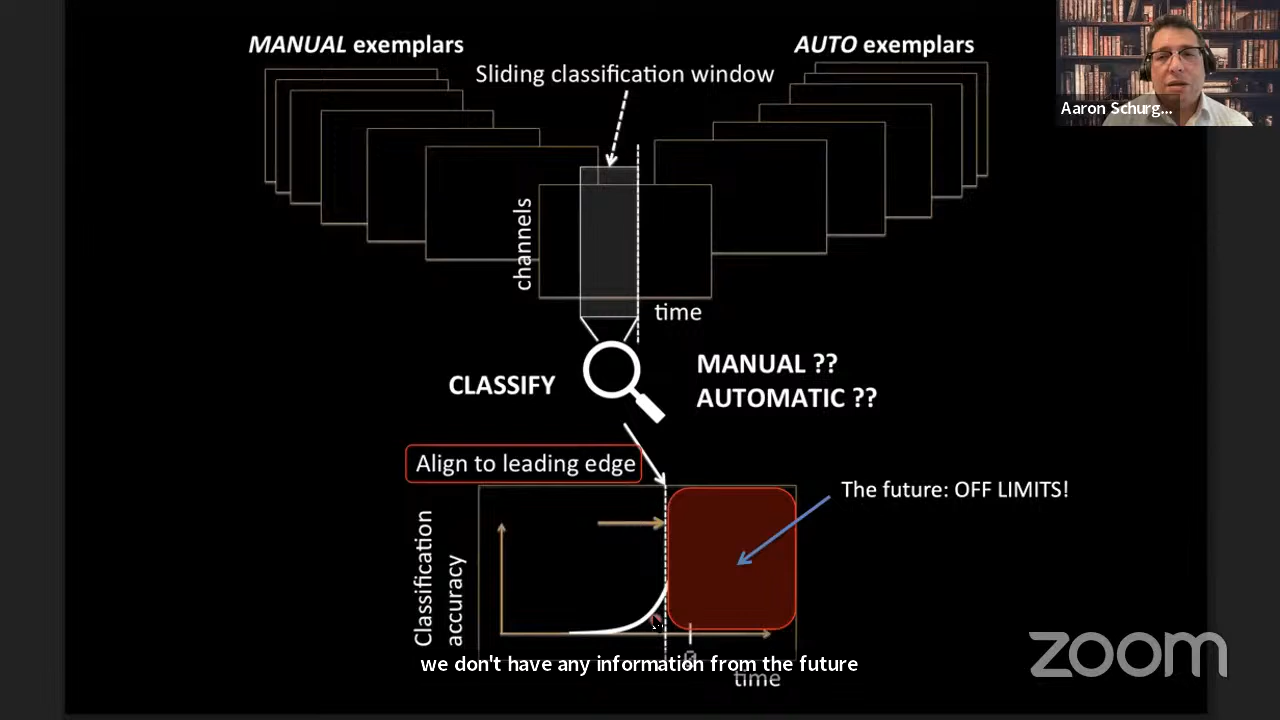 MANUAL exemplars
AUTO exemplars
Sliding classification window
Aaron Schurg...
channels
time
CLASSIFY
MANUAL ??
AUTOMATIC ??
Align to leading edge
The future: OFF LIMITS!
Classification
accuracy
0
time
we don't have any information from the future
zoom